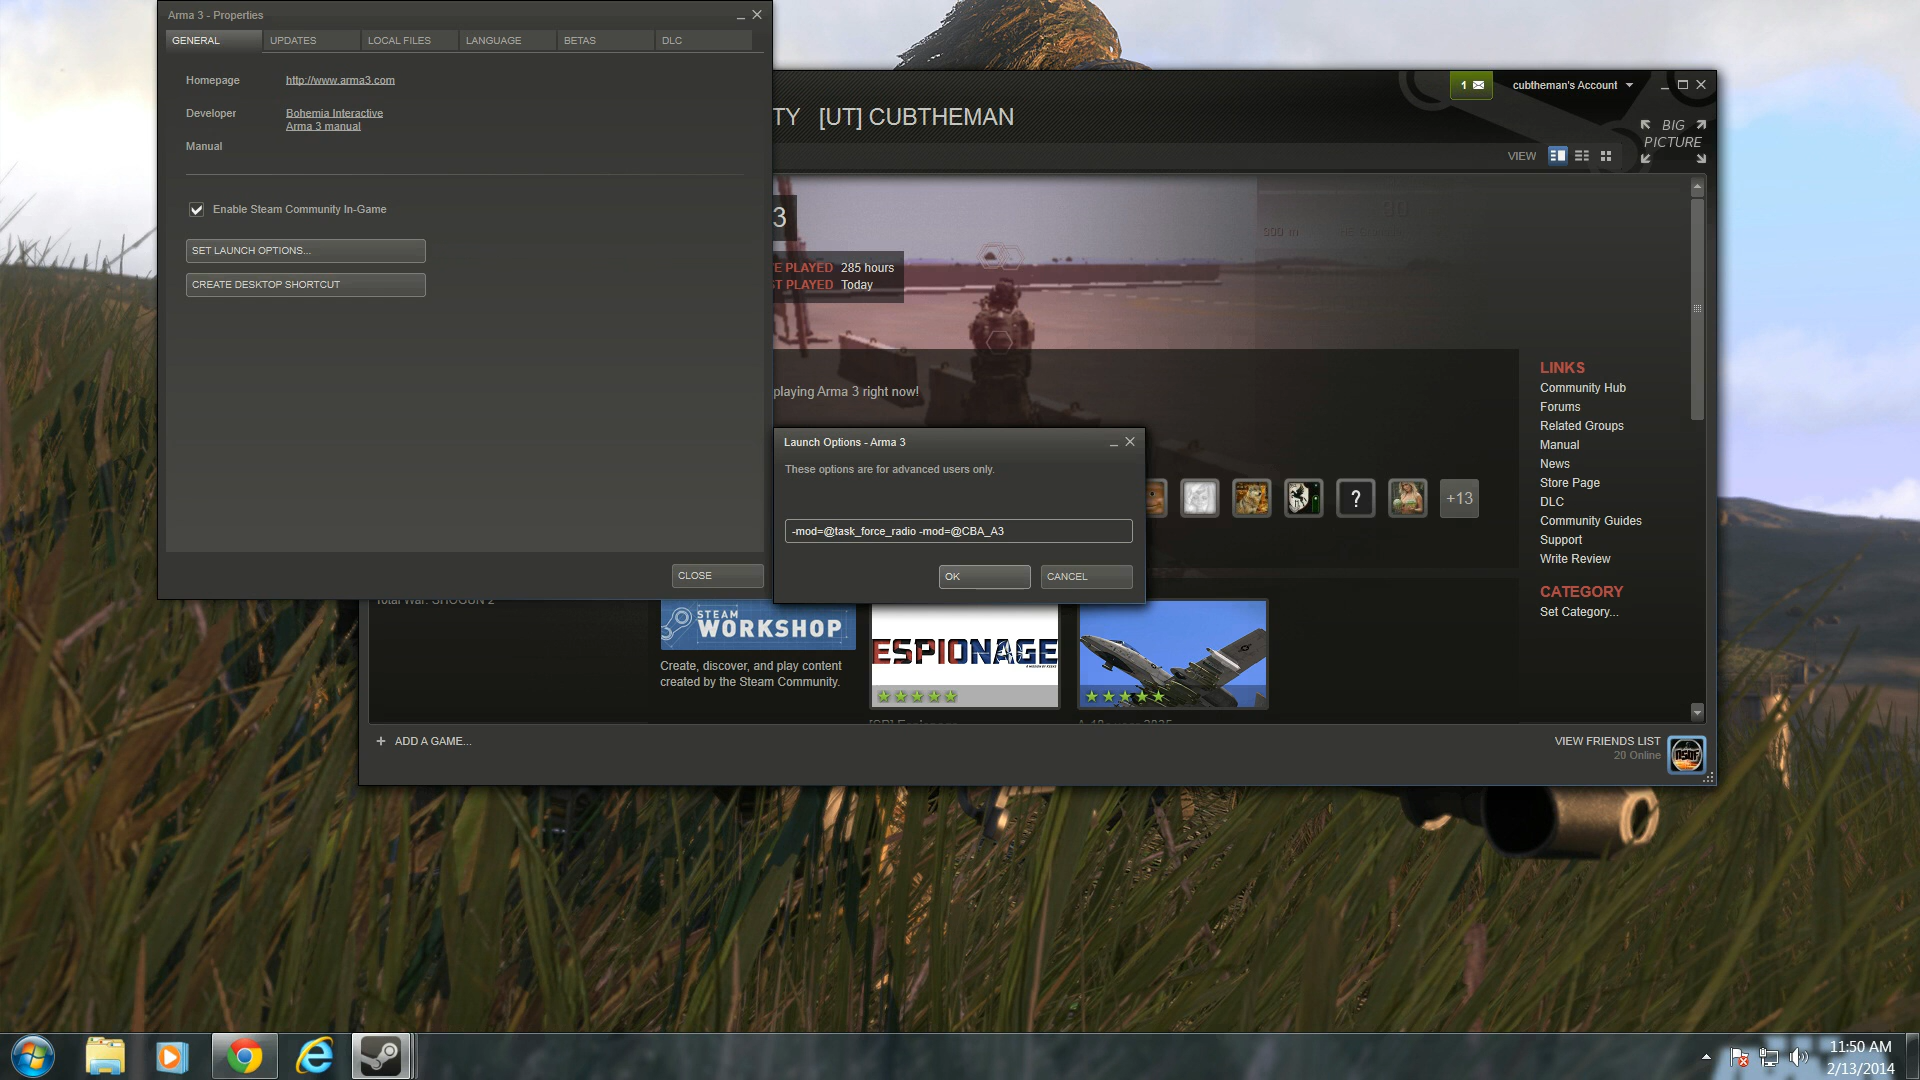 Arma 3 - Properties
GENERAL
UPDATES
LOCAL FILES
LANGUAGE
BETAS
DLC
Homepage
http://www.arma3.com
Developer
Bohemia Interactive
Arma 3 manual
Manual
Enable Steam Community In-Game
SET LAUNCH OPTIONS...
CREATE DESKTOP SHORTCUT
CLOSE
1
cubtheman's Account
TY [UT] CUBTHEMAN
BIG
PICTURE
VIEW
3
E PLAYED 285 hours
ST PLAYED Today
300 m
playing Arma 3 right now!
Launch Options - Arma 3
These options are for advanced users only.
-mod=@task_force_radio -mod=@CBA_A3
OK
CANCEL
?
+13
LINKS
Community Hub
Forums
Related Groups
Manual
News
Store Page
DLC
Community Guides
Support
Write Review
CATEGORY
Set Category...
Total War: SHOGUN 2
STEAM
WORKSHOP
Create, discover, and play content
created by the Steam Community.
ESPIONAGE
+ ADD A GAME...
VIEW FRIENDS LIST
20 Online
11:50 AM
2/13/2014